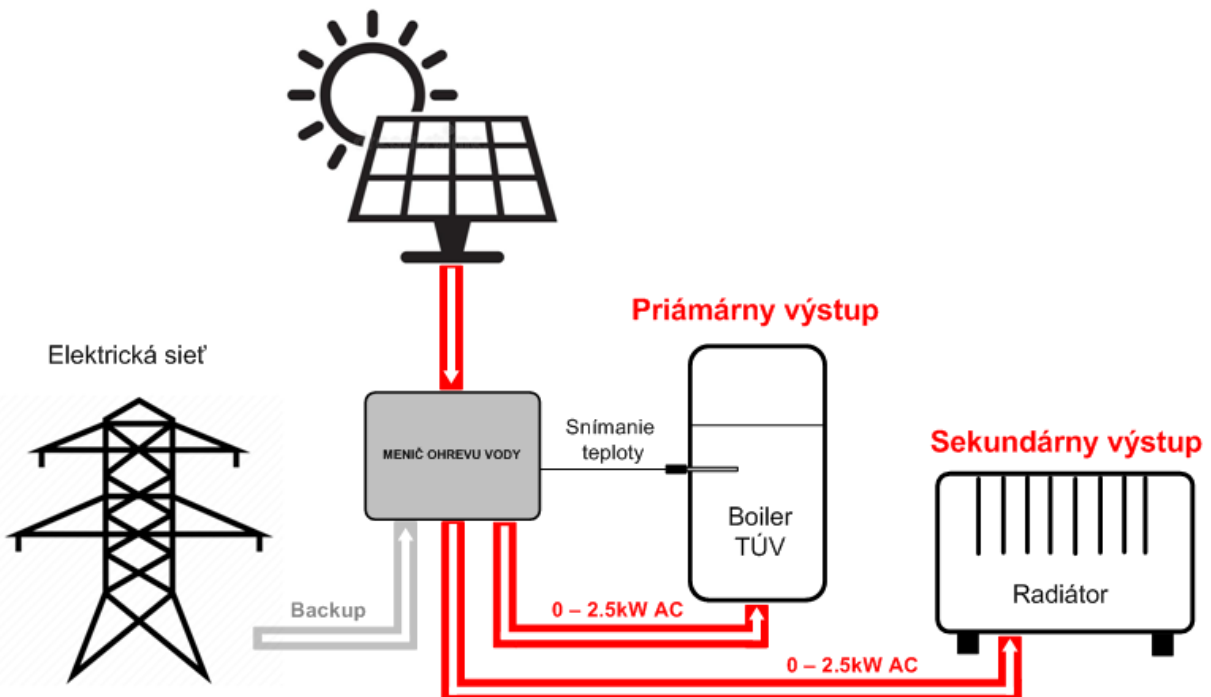 Priámárny výstup
Elektrická sieť
Snímanie
teploty
MENIČ OHREVU VODY
Sekundárny výstup
Boiler
TÚV
Radiátor
Backup
0 – 2.5kW AC
0 – 2.5kW AC